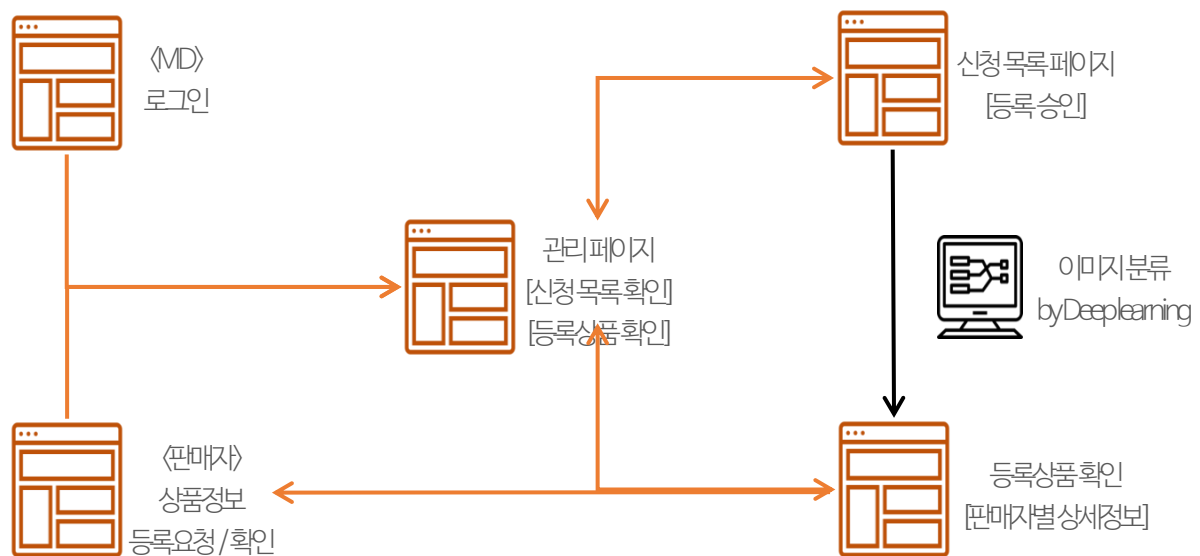 <MD>
로그인
신청 목록 페이지
[등록 승인]
관리 페이지
[신청 목록 확인]
[등록상품 확인]
이미지 분류
by Deep learning
<판매자>
상품정보
등록요청 / 확인
등록상품 확인
[판매자별 상세정보]